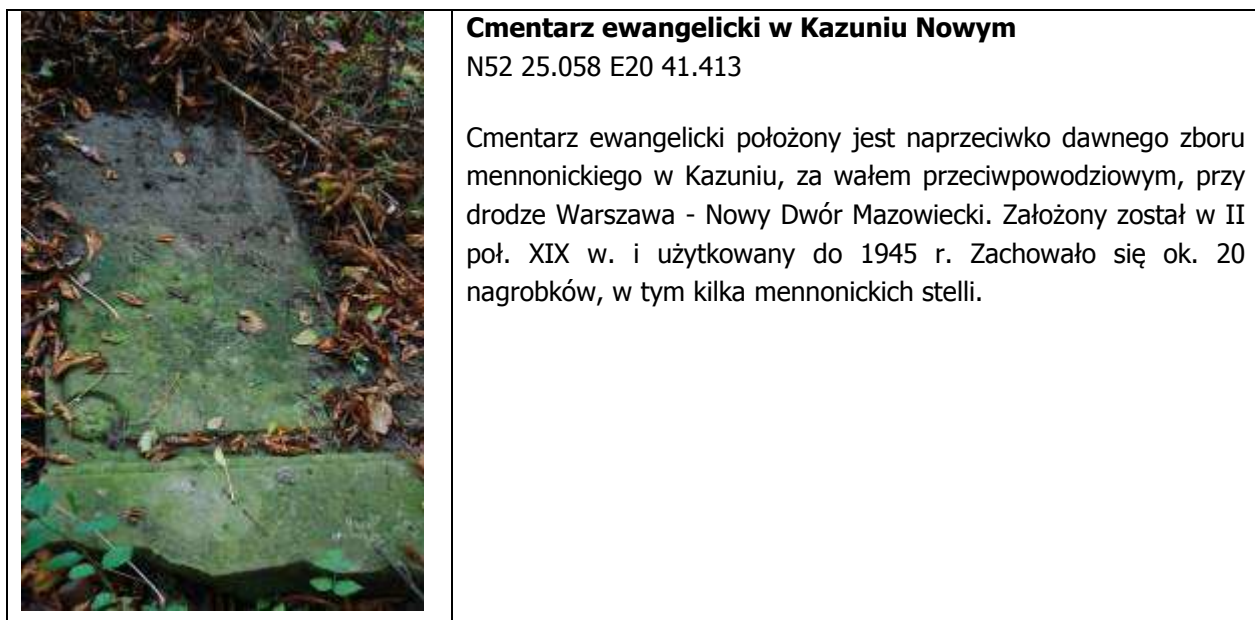 Cmentarz ewangelicki w Kazuniu Nowym
N52 25.058 E20 41.413
Cmentarz ewangelicki położony jest naprzeciwko dawnego zboru
mennonickiego w Kazuniu, za wałem przeciwpowodziowym, przy
drodze Warszawa - Nowy Dwór Mazowiecki. Założony został w II
poł. XIX w. i użytkowany do 1945 r. Zachowało się ok. 20
nagrobków, w tym kilka mennonickich stelli.